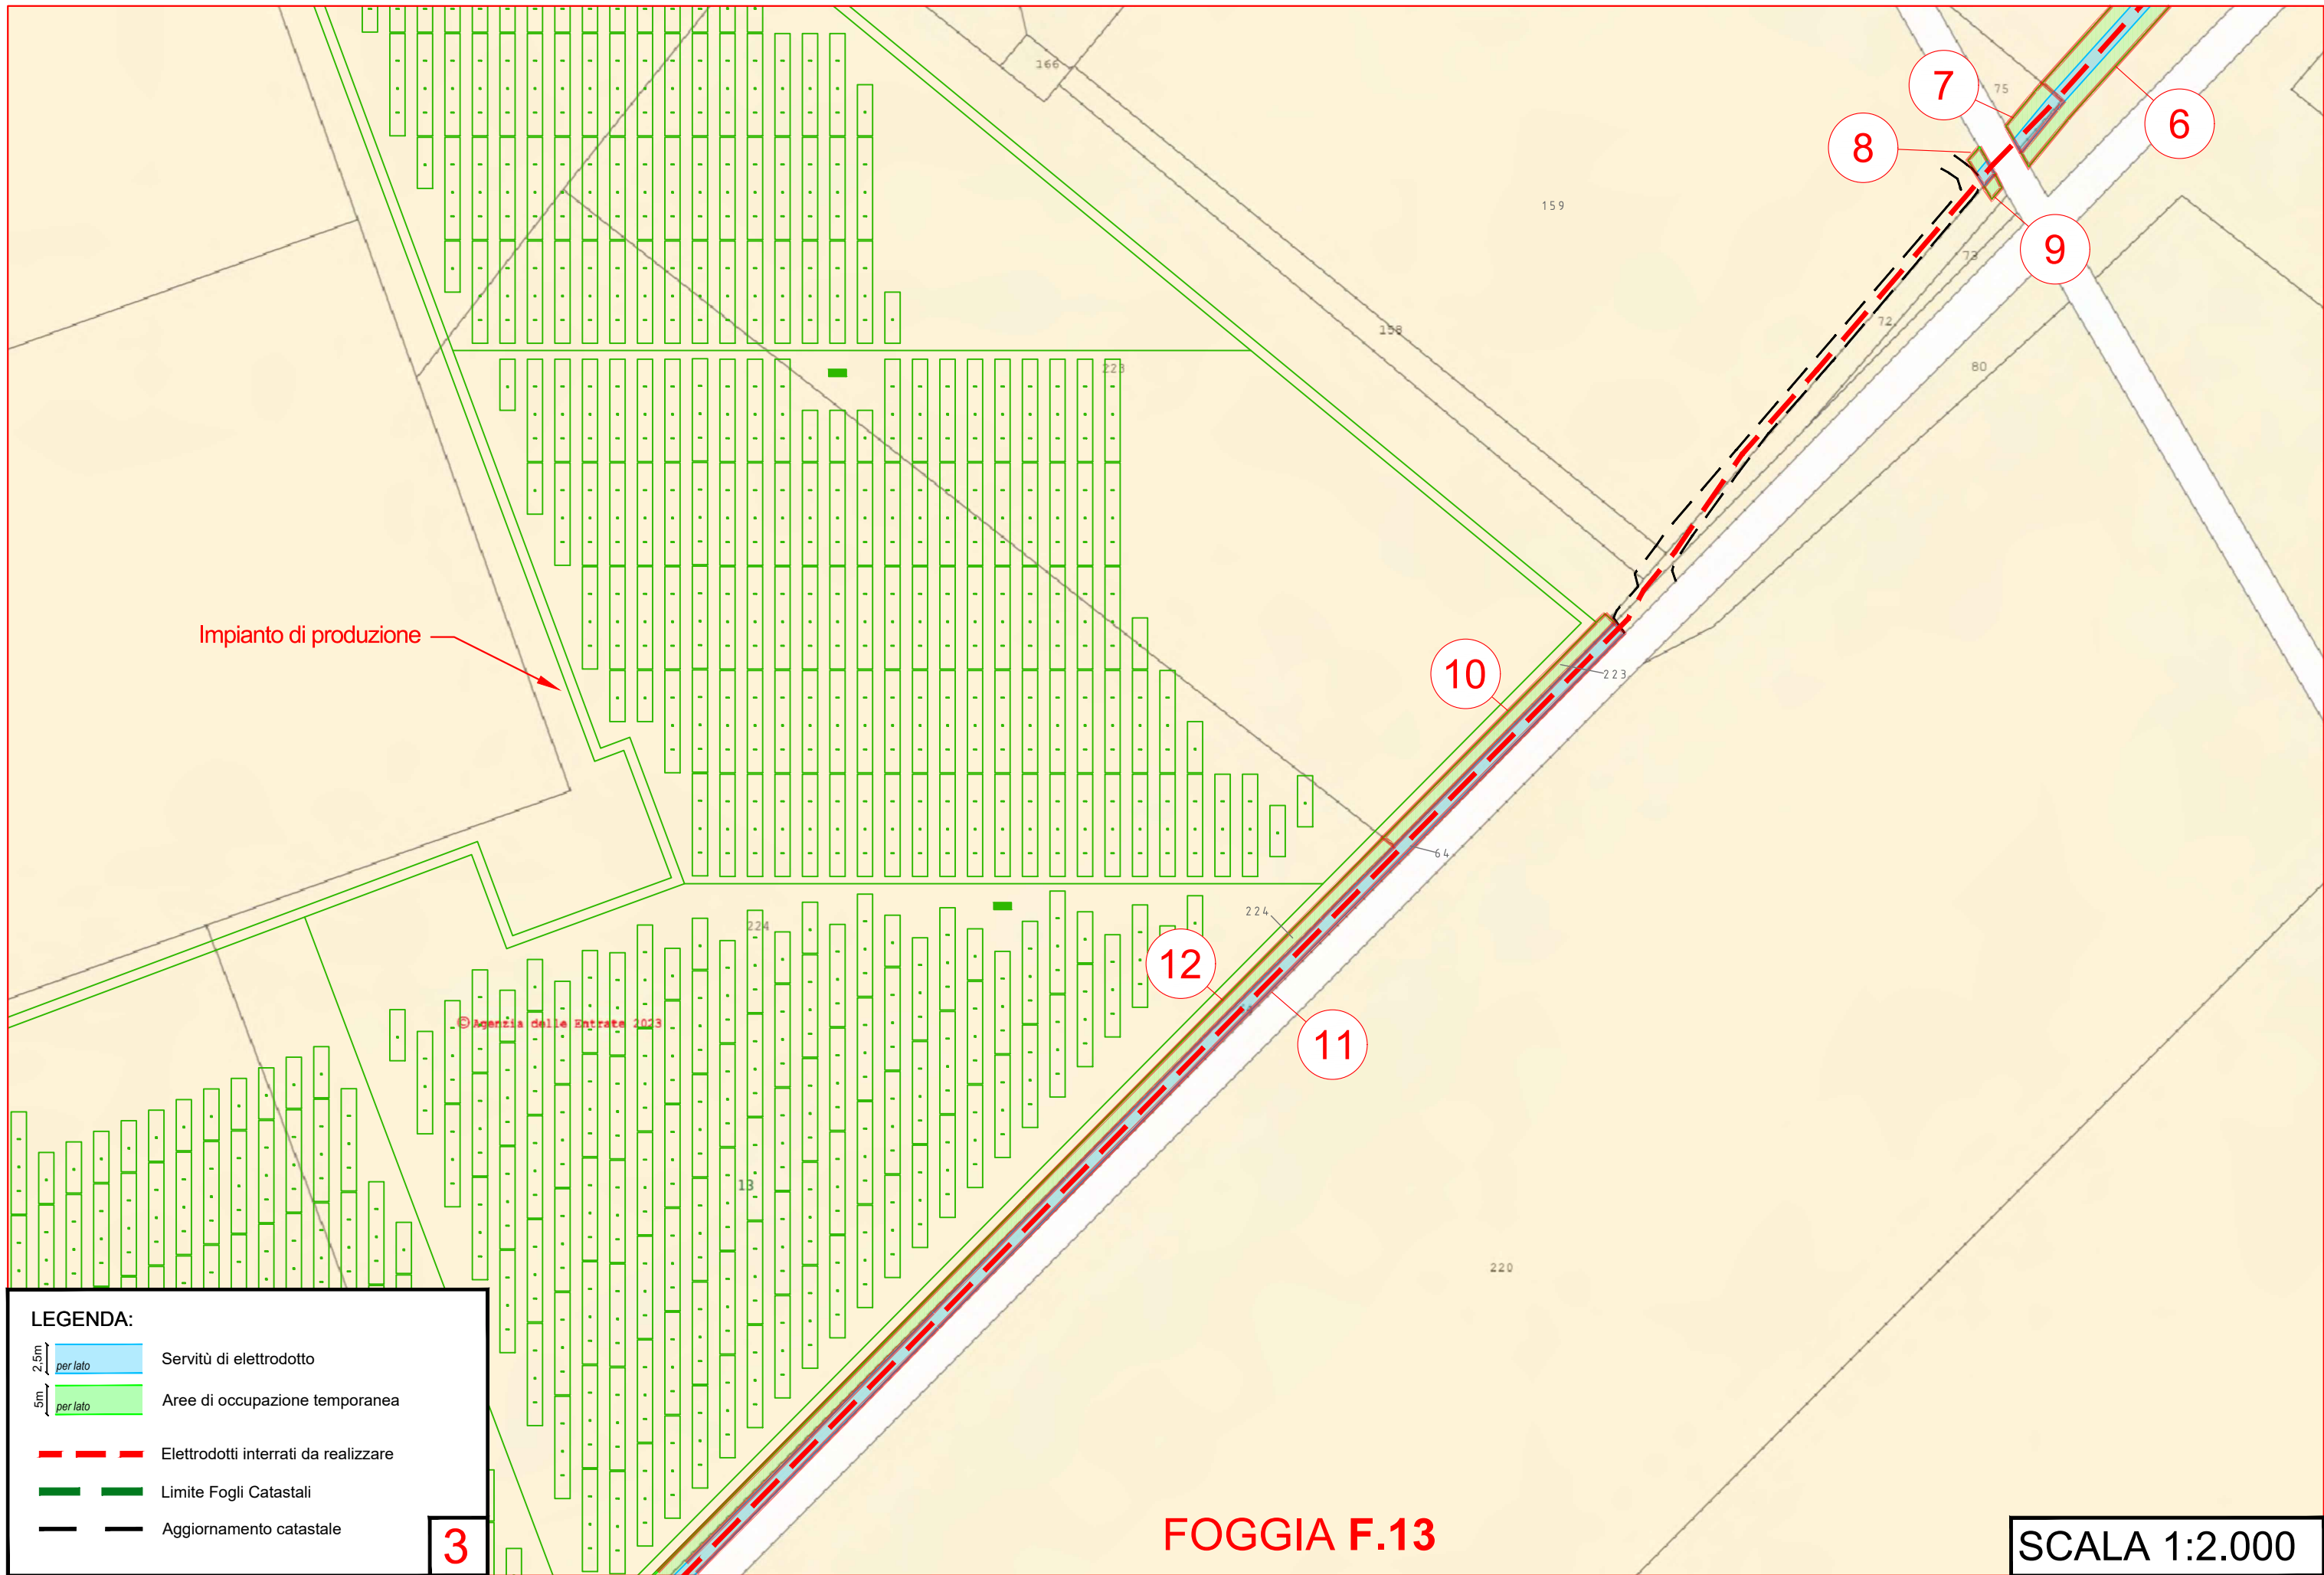 166
75
7
6
8
159
9
73
158
72
223
80
Impianto di produzione
10
223
64
224
224
12
© Agenzia delle Entrate 2023
11
13
220
LEGENDA:
2,5m
per lato
Servitù di elettrodotto
5m
per lato
Aree di occupazione temporanea
Elettrodotti interrati da realizzare
Limite Fogli Catastali
Aggiornamento catastale
3
FOGGIA F.13
SCALA 1:2.000